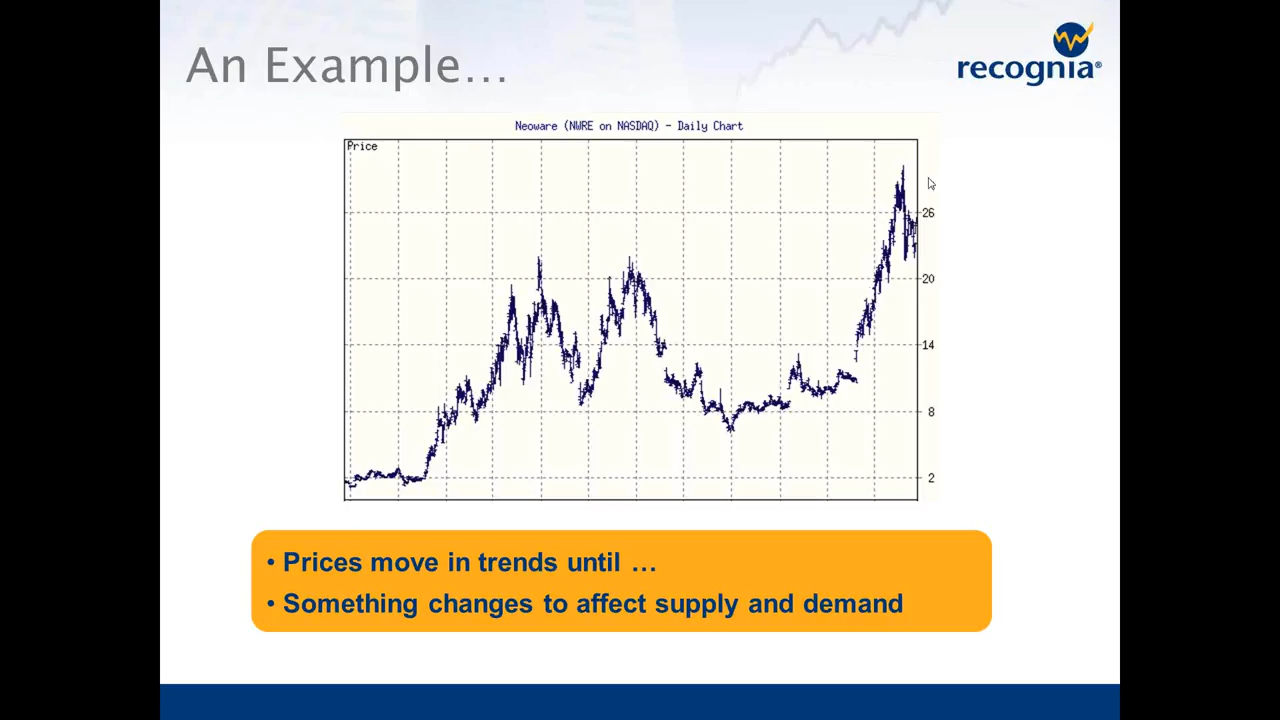 An Example...
recognia®
Neoware (NWRE on NASDAQ) - Daily Chart
Price
26
20
14
8
2
• Prices move in trends until ...
• Something changes to affect supply and demand